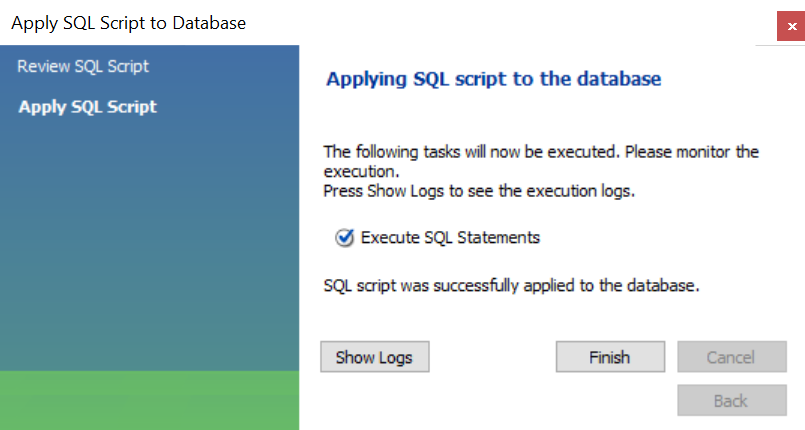 Apply SQL Script to Database
Review SQL Script
Apply SQL Script
Applying SQL script to the database
The following tasks will now be executed. Please monitor the
execution.
Press Show Logs to see the execution logs.
Execute SQL Statements
SQL script was successfully applied to the database.
Show Logs
Finish
Cancel
Back